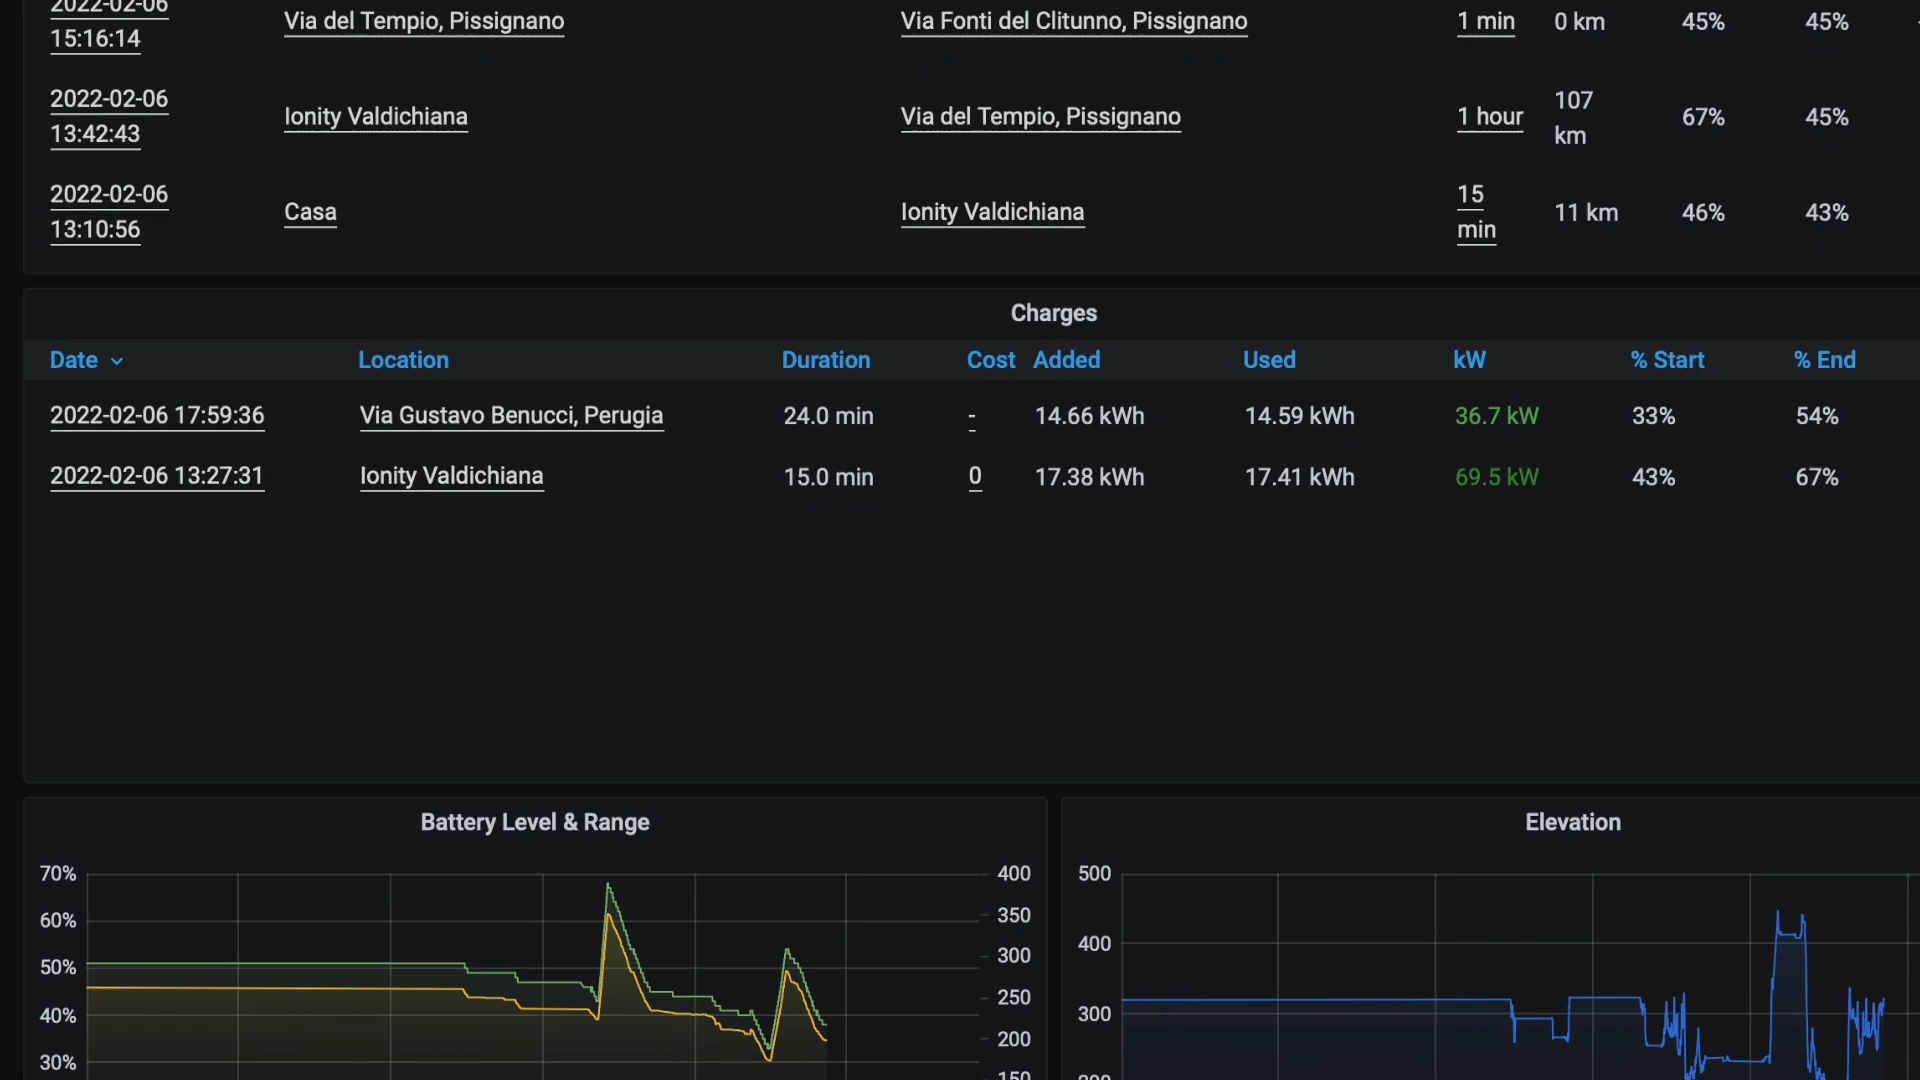 2022-02-06
15:16:14
Via del Tempio, Pissignano
Via Fonti del Clitunno, Pissignano
1 min
0 km
45%
45%
2022-02-06
13:42:43
Ionity Valdichiana
Via del Tempio, Pissignano
1 hour
107
km
67%
45%
2022-02-06
13:10:56
Casa
Ionity Valdichiana
15
min
11 km
46%
43%
Charges
Date Location Duration Cost Added Used kW % Start % End
2022-02-06 17:59:36 Via Gustavo Benucci, Perugia 24.0 min - 14.66 kWh 14.59 kWh 36.7 kW 33% 54%
2022-02-06 13:27:31 Ionity Valdichiana 15.0 min 0 17.38 kWh 17.41 kWh 69.5 kW 43% 67%
Battery Level & Range
70%
60%
50%
40%
30%
400
350
300
250
200
150
Elevation
500
400
300
200